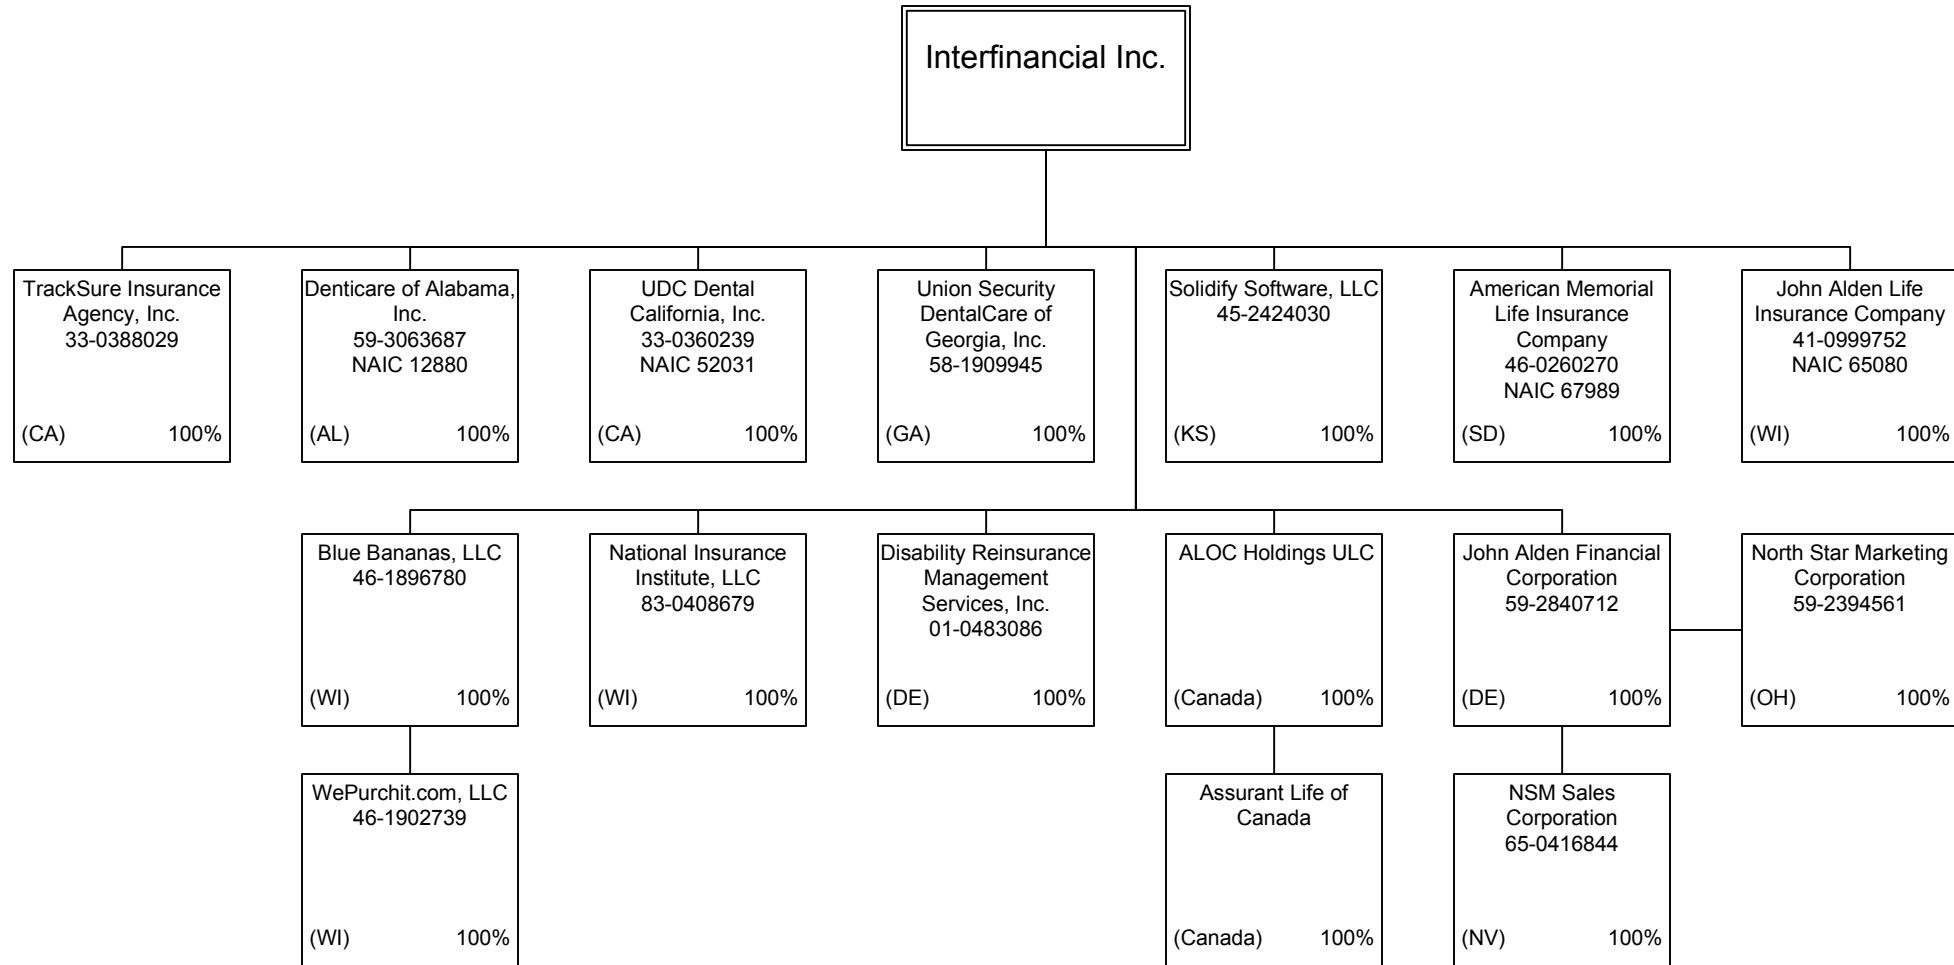 Interfinancial Inc.
TrackSure Insurance
Agency, Inc.
33-0388029
(CA) 100%
Denticare of Alabama,
Inc.
59-3063687
NAIC 12880
(AL) 100%
UDC Dental
California, Inc.
33-0360239
NAIC 52031
(CA) 100%
Union Security
DentalCare of
Georgia, Inc.
58-1909945
(GA) 100%
Solidify Software, LLC
45-2424030
(KS) 100%
American Memorial
Life Insurance
Company
46-0260270
NAIC 67989
(SD) 100%
John Alden Life
Insurance Company
41-0999752
NAIC 65080
(WI) 100%
Blue Bananas, LLC
46-1896780
(WI) 100%
National Insurance
Institute, LLC
83-0408679
(WI) 100%
Disability Reinsurance
Management
Services, Inc.
01-0483086
(DE) 100%
ALOC Holdings ULC
(Canada) 100%
John Alden Financial
Corporation
59-2840712
(DE) 100%
North Star Marketing
Corporation
59-2394561
(OH) 100%
WePurchit.com, LLC
46-1902739
(WI) 100%
Assurant Life of
Canada
(Canada) 100%
NSM Sales
Corporation
65-0416844
(NV) 100%